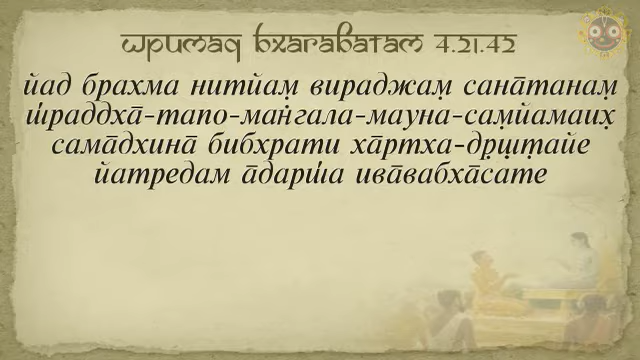 Шримад Бхагаватам 4.21.42
йад брахма нитйам̣ вираджам̣ сана̄танам̣
ш́раддха̄-тапо-ман̇гала-мауна-сам̣йамаих̣
сама̄дхина̄ бибхрати ха̄ртха-др̣шт̣айе
йатредам а̄дарш́а ива̄вабха̄сате